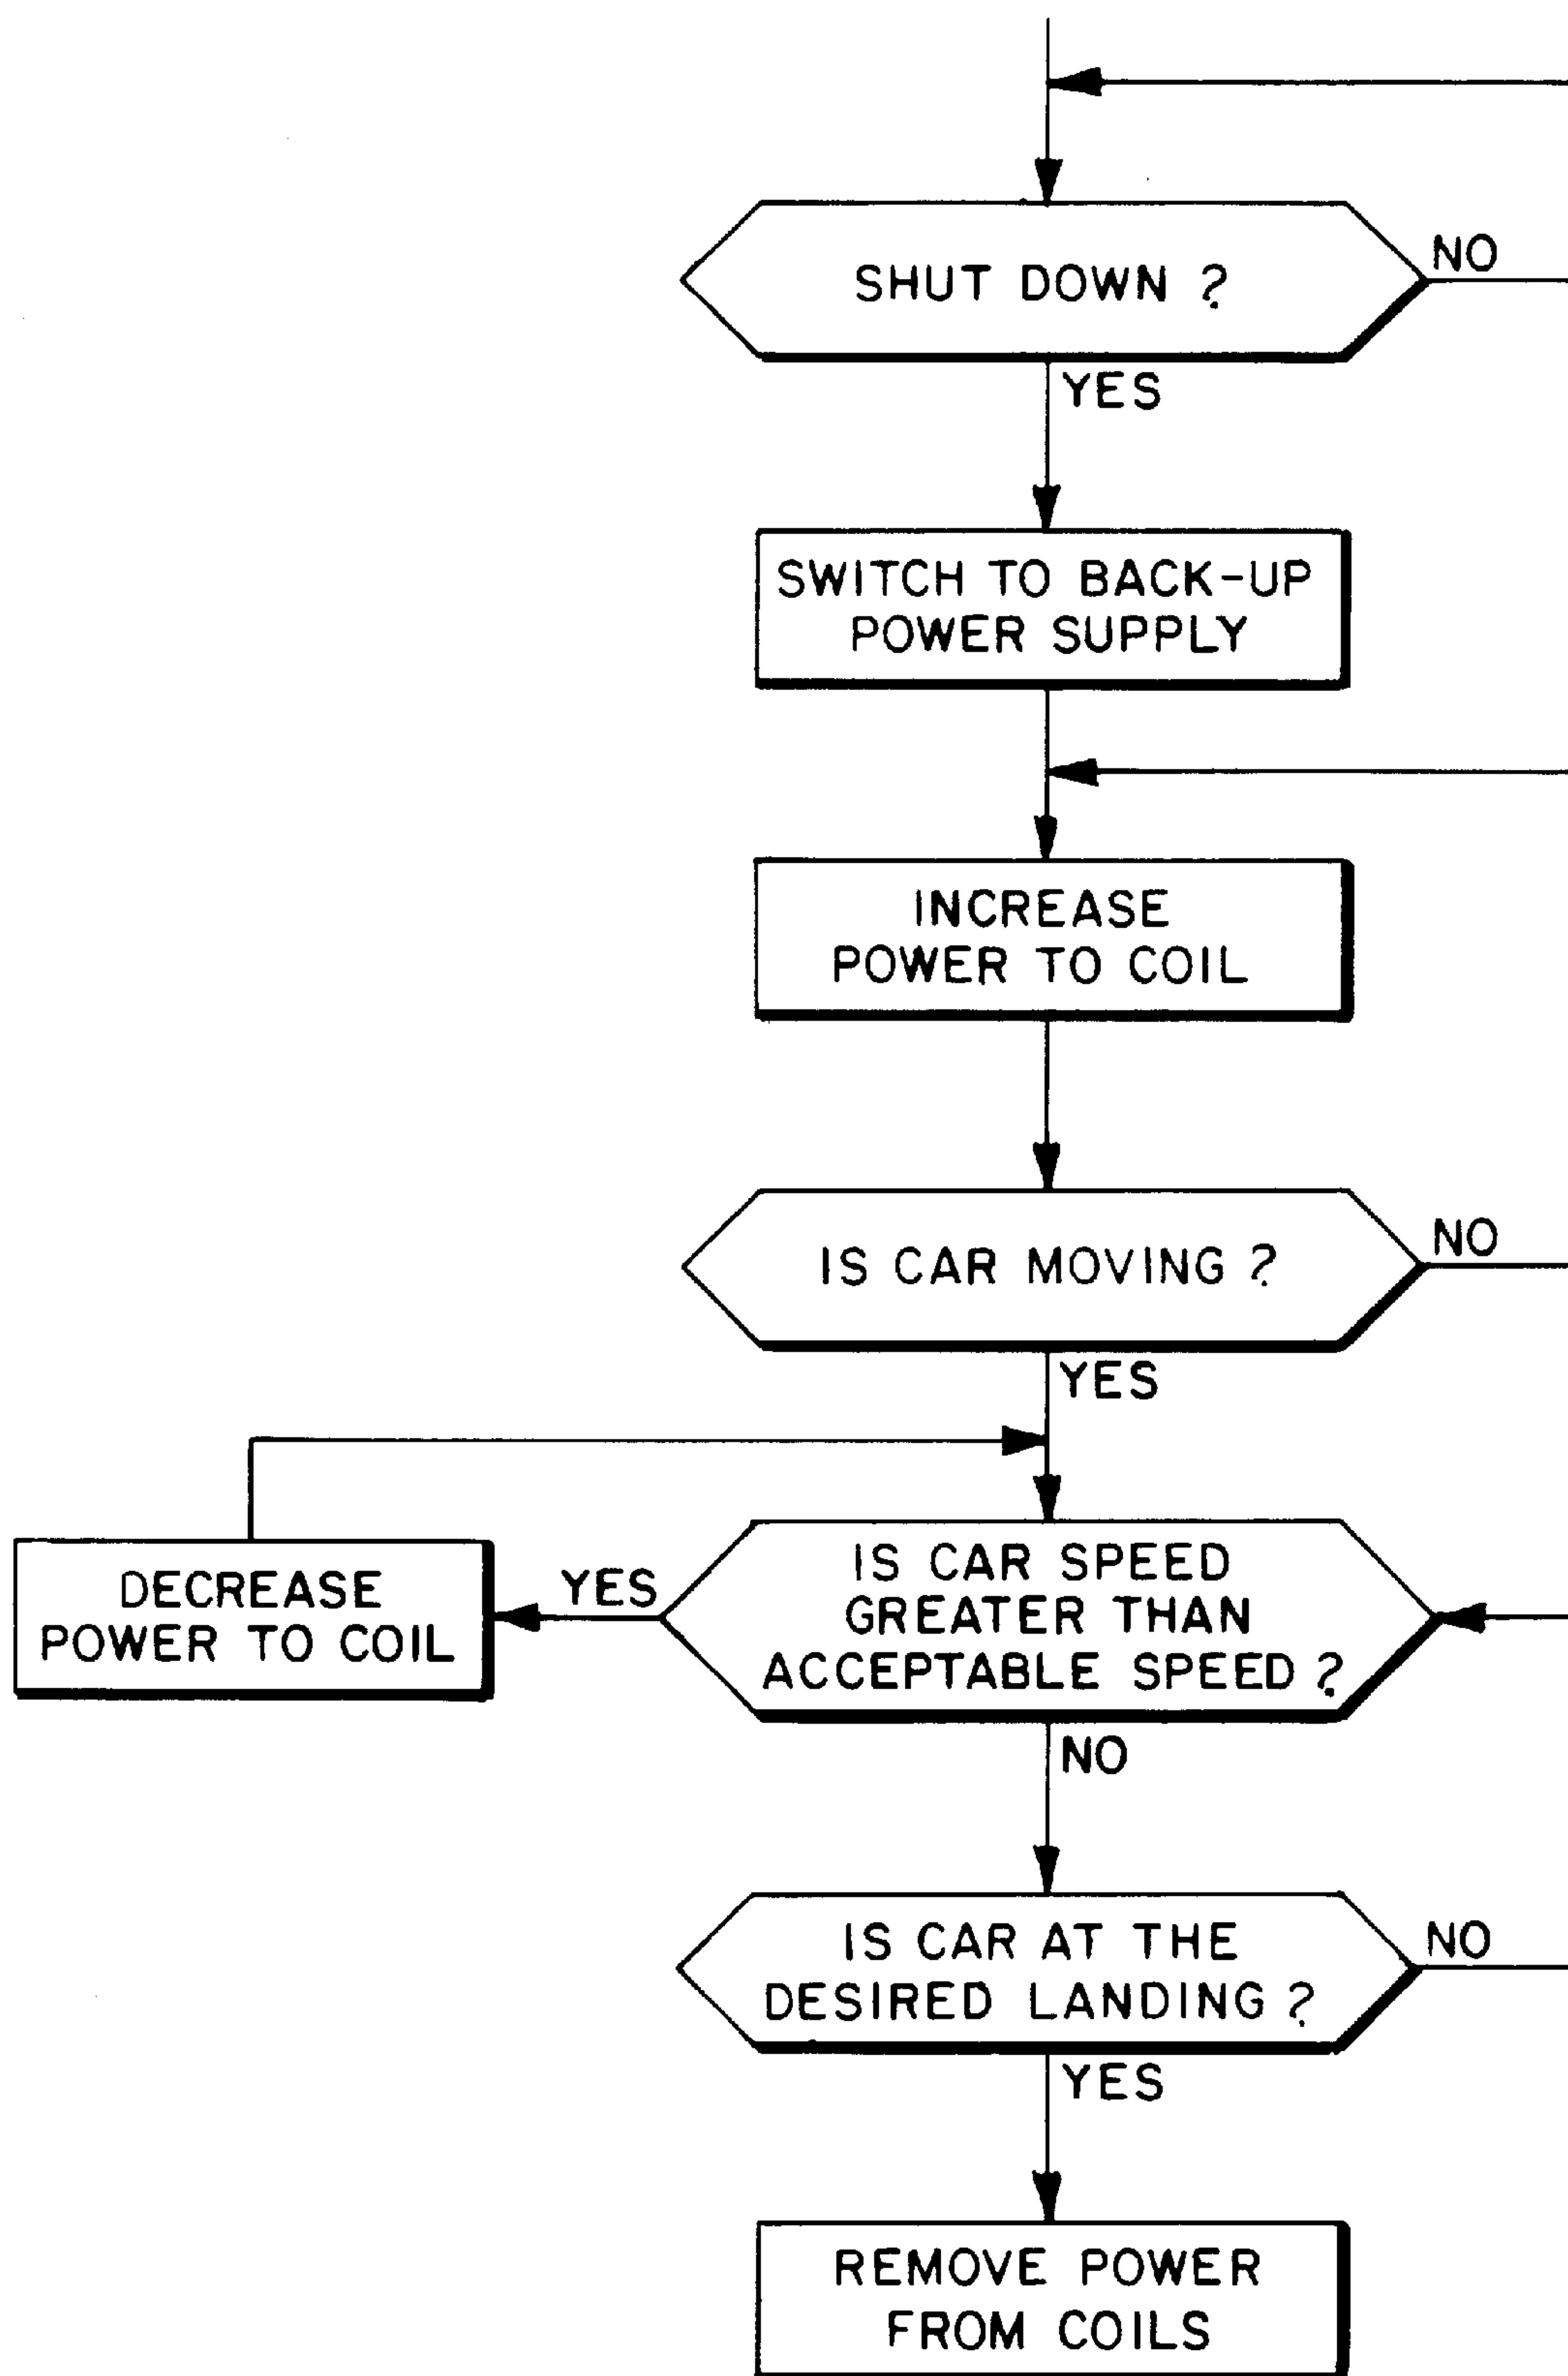 SHUT DOWN ?
NO
YES
SWITCH TO BACK-UP
POWER SUPPLY
INCREASE
POWER TO COIL
IS CAR MOVING ?
NO
YES
DECREASE
POWER TO COIL
YES
IS CAR SPEED
GREATER THAN
ACCEPTABLE SPEED ?
NO
IS CAR AT THE
DESIRED LANDING ?
NO
YES
REMOVE POWER
FROM COILS